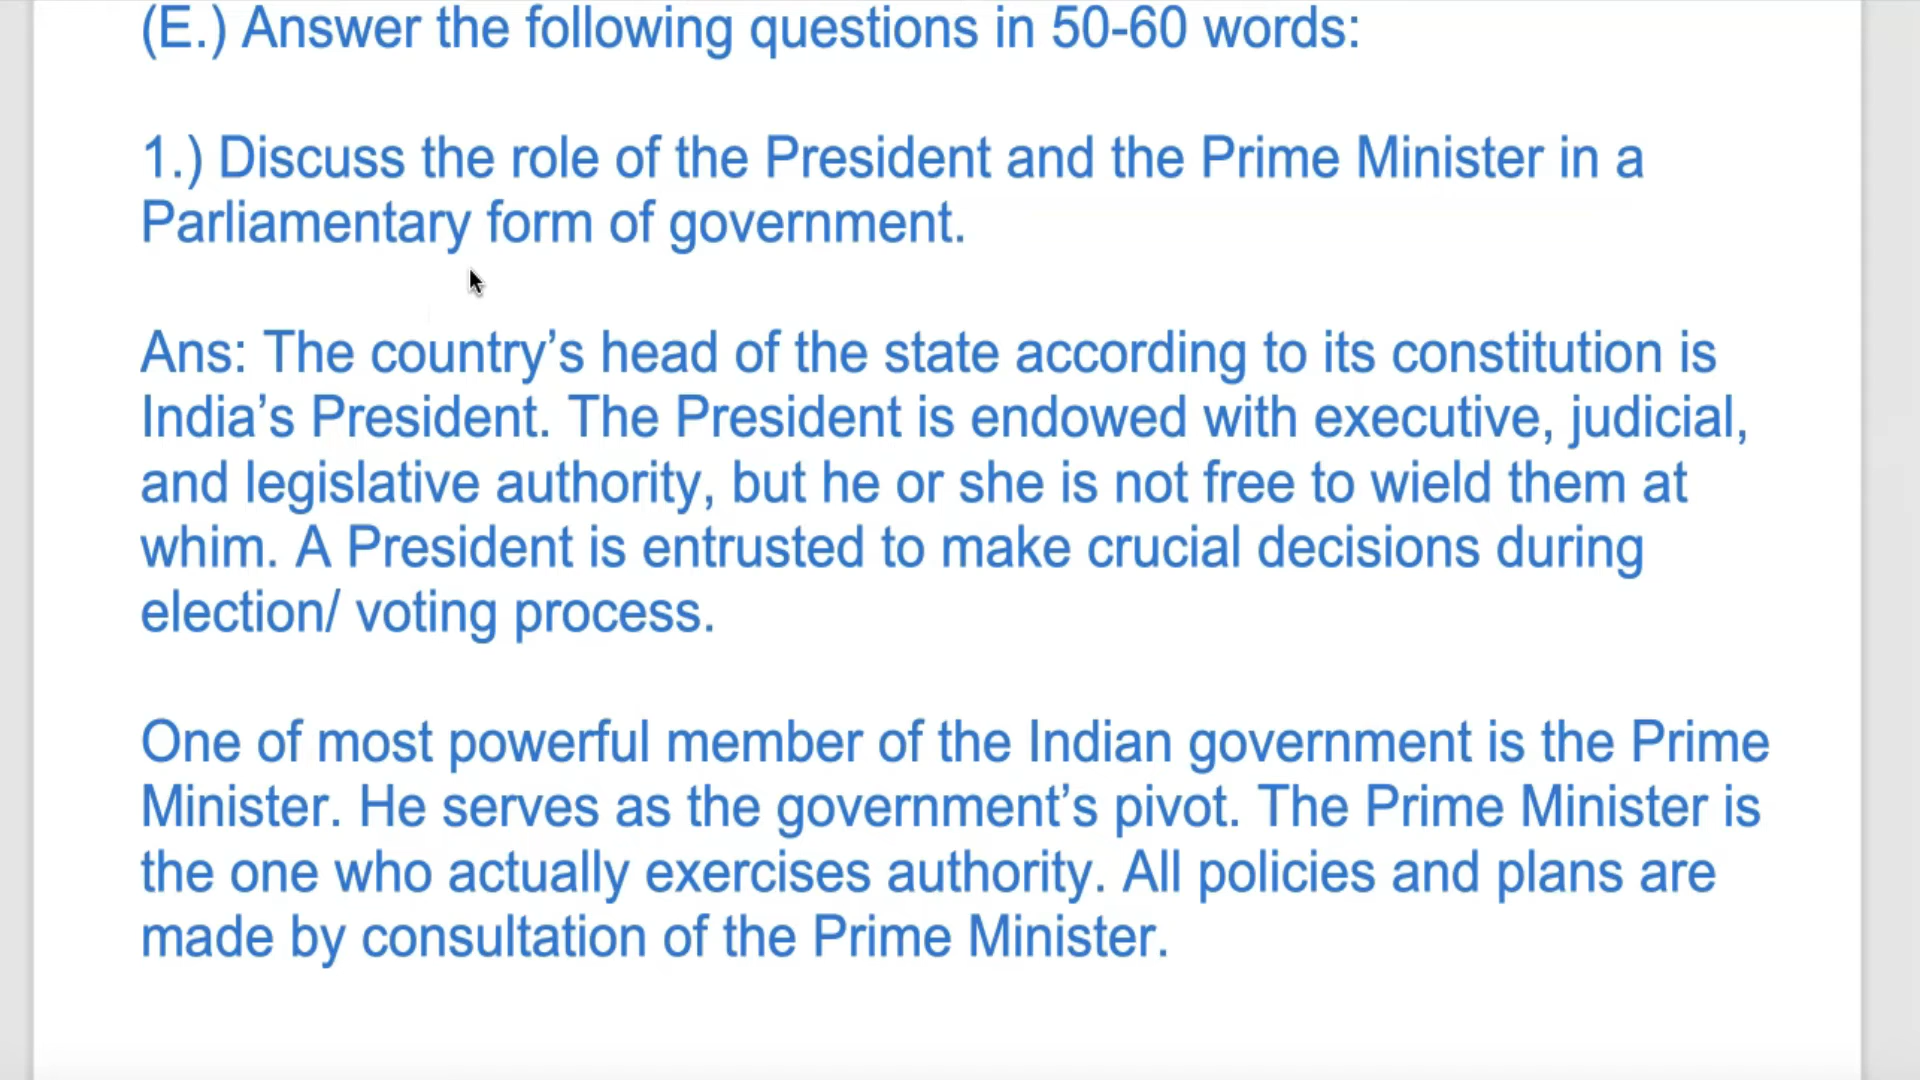 (E.) Answer the following questions in 50-60 words:
1.) Discuss the role of the President and the Prime Minister in a
Parliamentary form of government.
Ans: The country’s head of the state according to its constitution is
India’s President. The President is endowed with executive, judicial,
and legislative authority, but he or she is not free to wield them at
whim. A President is entrusted to make crucial decisions during
election/ voting process.
One of most powerful member of the Indian government is the Prime
Minister. He serves as the government’s pivot. The Prime Minister is
the one who actually exercises authority. All policies and plans are
made by consultation of the Prime Minister.